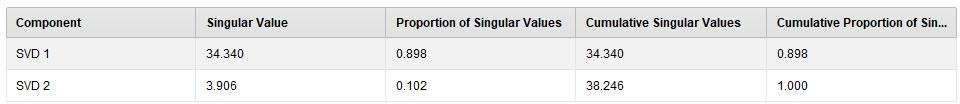 Component Singular Value Proportion of Singular Values Cumulative Singular Values Cumulative Proportion of Sin...
SVD 1 34.340 0.898 34.340 0.898
SVD 2 3.906 0.102 38.246 1.000